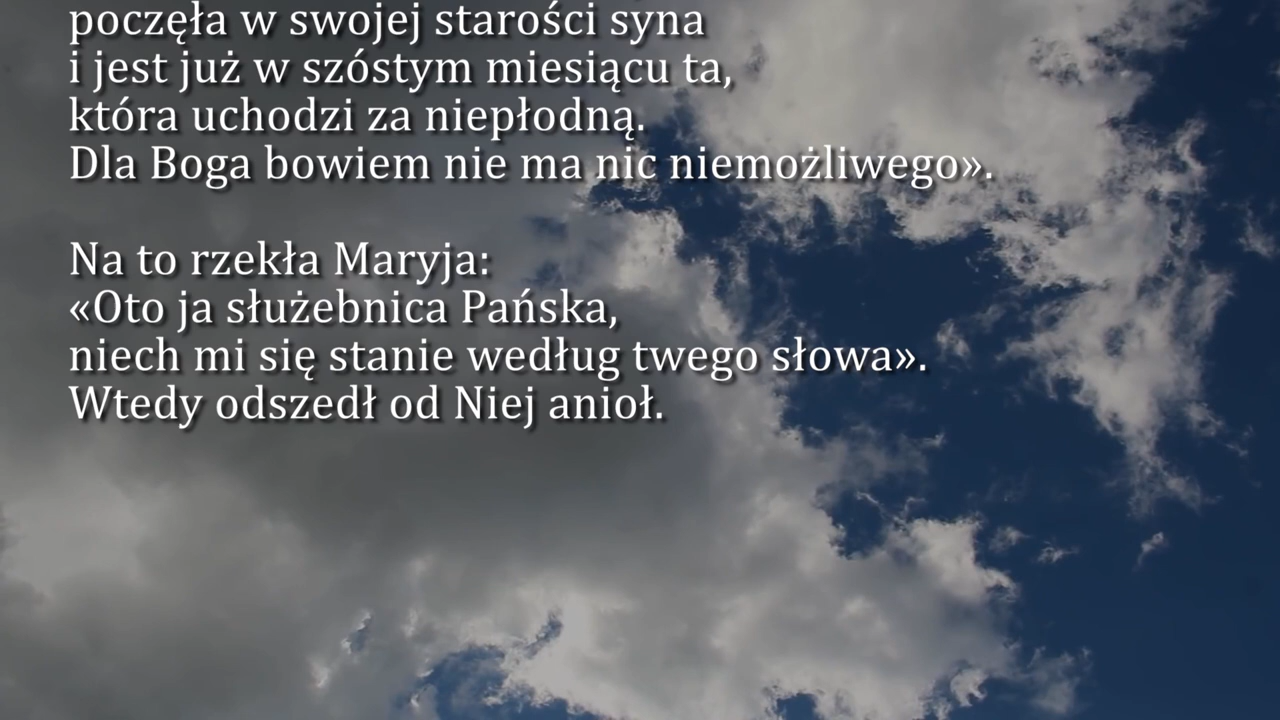 poczęła w swojej starości syna
i jest już w szóstym miesiącu ta,
która uchodzi za niepłodną.
Dla Boga bowiem nie ma nic niemożliwego».
Na to rzekła Maryja:
«Oto ja służebnica Pańska,
niech mi się stanie według twego słowa».
Wtedy odszedł od Niej anioł.